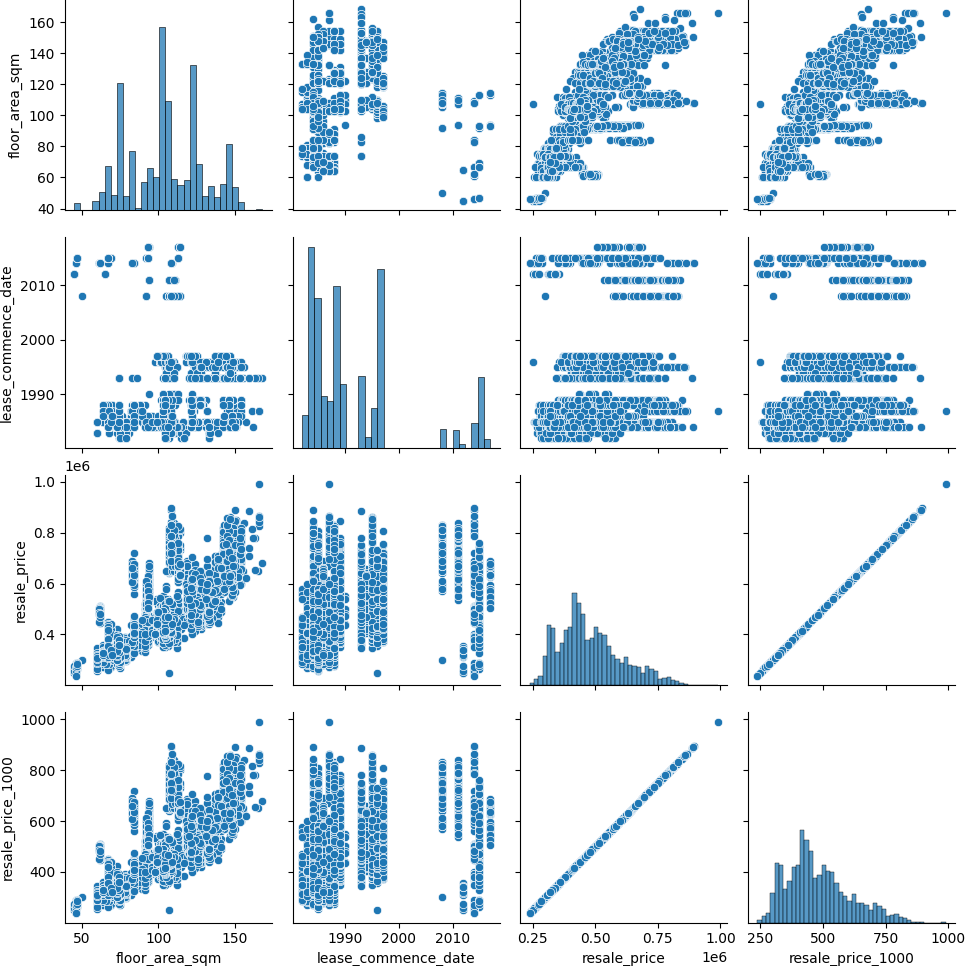 160
140
120
100
80
60
40
floor_area_sqm
2010
2000
1990
lease_commence_date
1e6
1.0
0.8
0.6
0.4
resale_price
1000
800
600
400
resale_price_1000
50 100 150
floor_area_sqm
1990 2000 2010
lease_commence_date
0.25 0.50 0.75 1.00
resale_price 1e6
250 500 750 1000
resale_price_1000